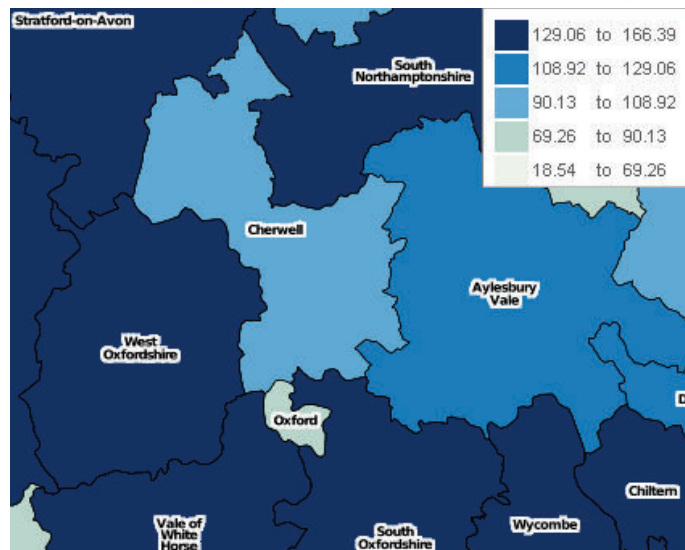 Stratford-on-Avon
South
Northamptonshire
129.06 to 166.39
108.92 to 129.06
90.13 to 108.92
69.26 to 90.13
18.54 to 69.26
Cherwell
Aylesbury
Vale
West
Oxfordshire
D
Oxford
Chiltern
Vale of
White
Horse
South
Oxfordshire
Wycombe